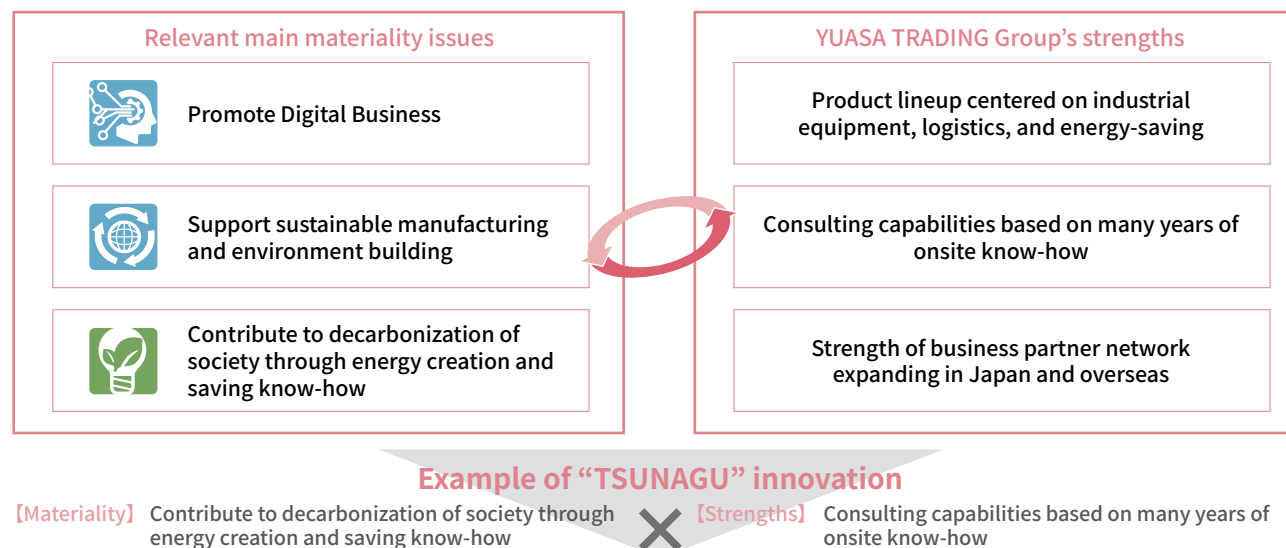 Relevant main materiality issues
Promote Digital Business
Support sustainable manufacturing
and environment building
Contribute to decarbonization of
society through energy creation and
saving know-how
YUASA TRADING Group’s strengths
Product lineup centered on industrial
equipment, logistics, and energy-saving
Consulting capabilities based on many years of
onsite know-how
Strength of business partner network
expanding in Japan and overseas
Example of “TSUNAGU” innovation
【Materiality】 Contribute to decarbonization of society through
energy creation and saving know-how
【Strengths】 Consulting capabilities based on many years of
onsite know-how